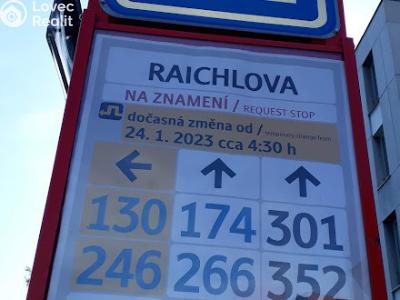 Lovec
Realit
RAICHLOVA
NA ZNAMENÍ / REQUEST STOP
dočasná změna od / temporary change from
24. 1. 2023 cca 4:30 h
130 174 301
246 266 352